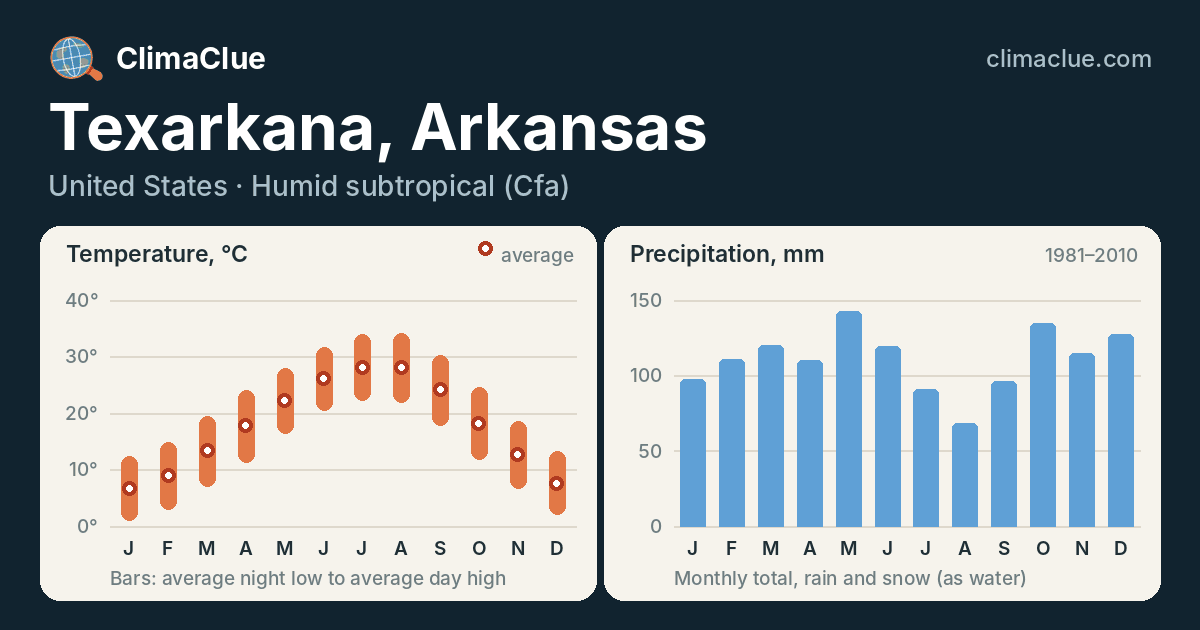 ClimaClue
climaclue.com
Texarkana, Arkansas
United States · Humid subtropical (Cfa)
Temperature, °C
average
40°
30°
20°
10°
0°
J F M A M J J A S O N D
Bars: average night low to average day high
Precipitation, mm
1981–2010
150
100
50
0
J F M A M J J A S O N D
Monthly total, rain and snow (as water)